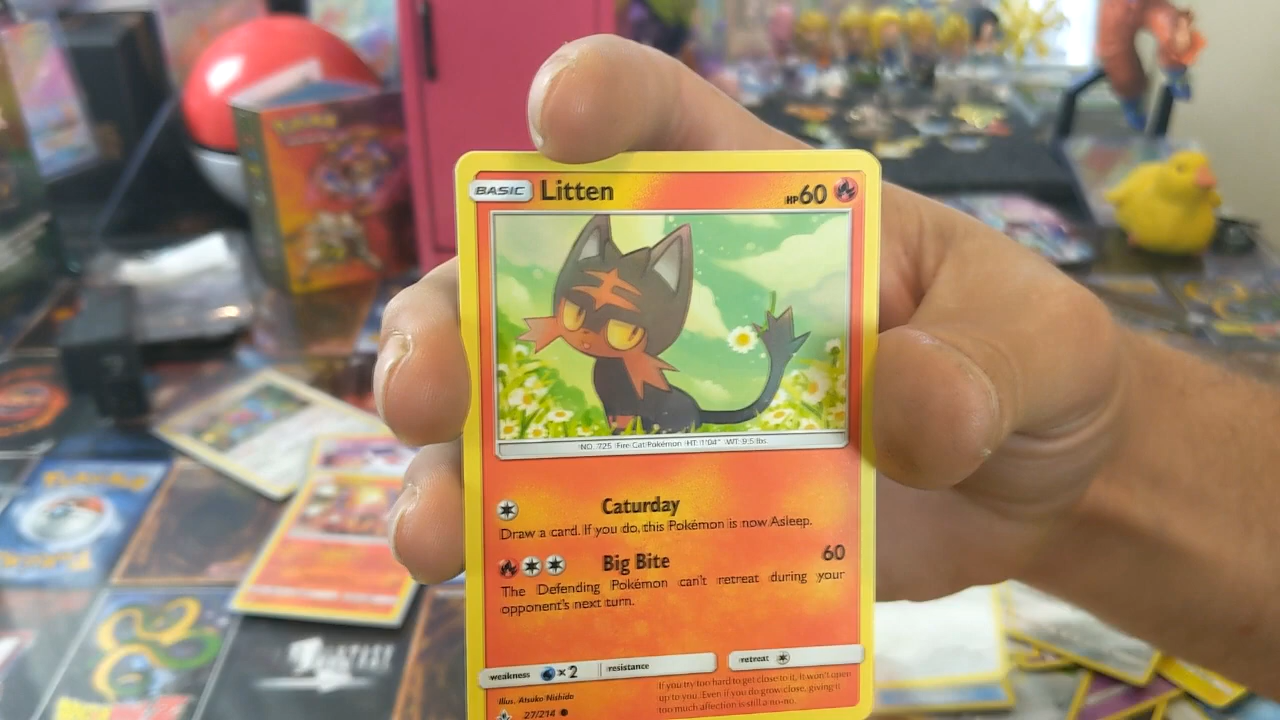 BASIC Litten HP 60
NO. 725 Fire Cat Pokémon HT: 1'04" WT: 9.5 lbs.
Caturday
Draw a card. If you do, this Pokémon is now Asleep.
Big Bite 60
The Defending Pokémon can't retreat during your
opponent's next turn.
weakness ×2 resistance retreat
If you try too hard to get close to it, it won't open
up to you. Even if you do grow close, giving it
too much affection is still a no-no.
Illus. Atsuko Nishida
27/214